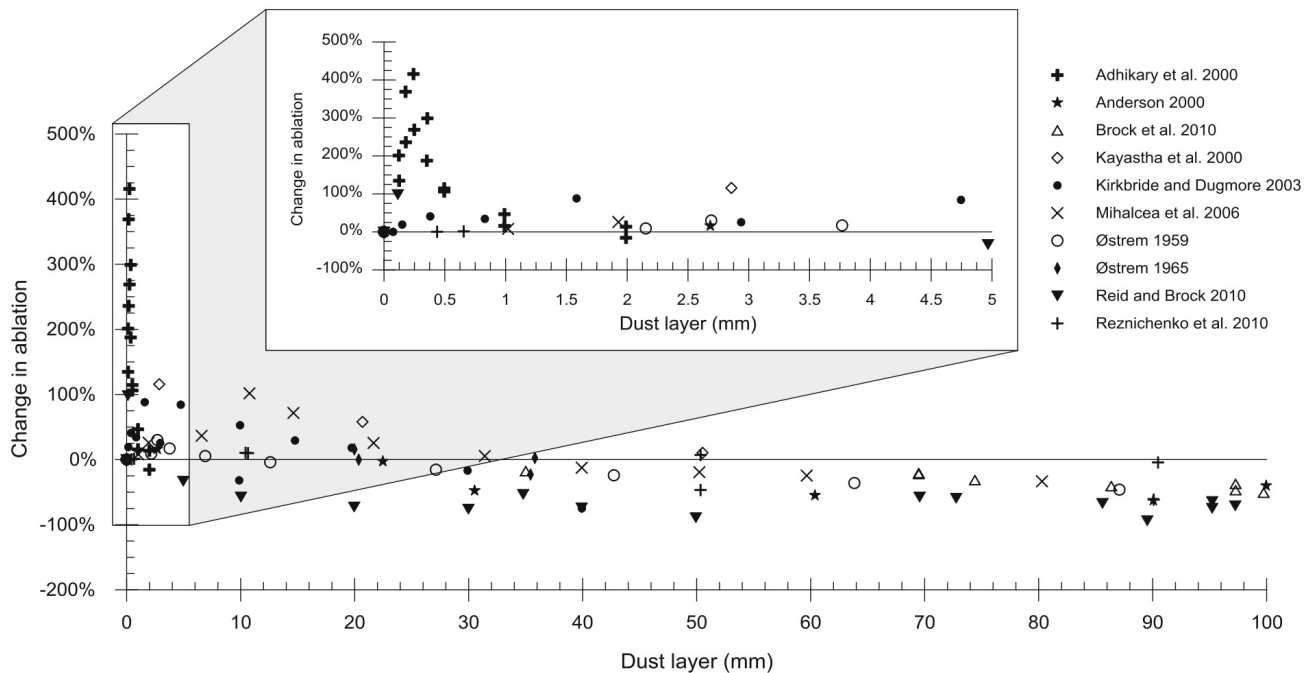 500%
400%
300%
200%
100%
0%
-100%
Change in ablation
0 0.5 1 1.5 2 2.5 3 3.5 4 4.5 5
Dust layer (mm)
Adhikary et al. 2000
Anderson 2000
Brock et al. 2010
Kayastha et al. 2000
Kirkbride and Dugmore 2003
Mihalcea et al. 2006
Østrem 1959
Østrem 1965
Reid and Brock 2010
Reznichenko et al. 2010
500%
400%
300%
200%
100%
0%
-100%
-200%
Change in ablation
0 10 20 30 40 50 60 70 80 90 100
Dust layer (mm)